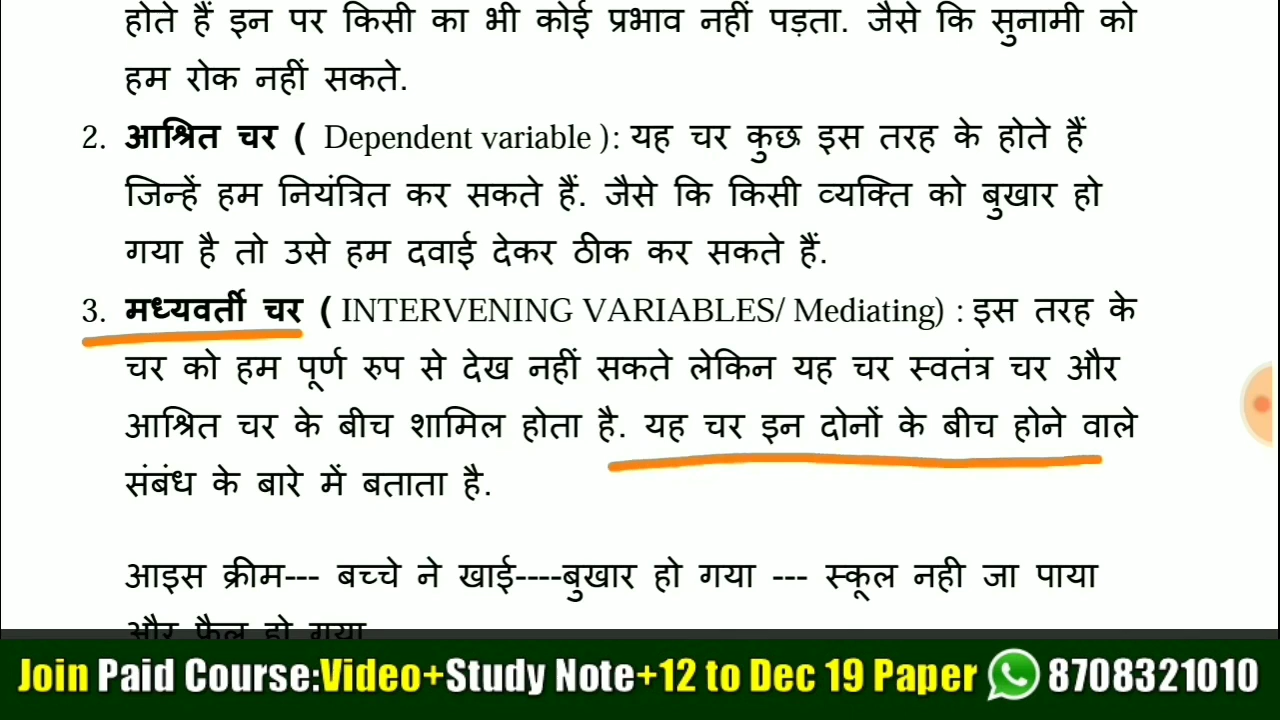 होते हैं इन पर किसी का भी कोई प्रभाव नहीं पड़ता. जैसे कि सुनामी को
हम रोक नहीं सकते.
2. आश्रित चर ( Dependent variable ): यह चर कुछ इस तरह के होते हैं
जिन्हें हम नियंत्रित कर सकते हैं. जैसे कि किसी व्यक्ति को बुखार हो
गया है तो उसे हम दवाई देकर ठीक कर सकते हैं.
3. मध्यवर्ती चर ( INTERVENING VARIABLES/ Mediating) : इस तरह के
चर को हम पूर्ण रुप से देख नहीं सकते लेकिन यह चर स्वतंत्र चर और
आश्रित चर के बीच शामिल होता है. यह चर इन दोनों के बीच होने वाले
संबंध के बारे में बताता है.
आइस क्रीम--- बच्चे ने खाई----बुखार हो गया --- स्कूल नही जा पाया
और फैल हो गया
Join Paid Course:Video+Study Note+12 to Dec 19 Paper 8708321010